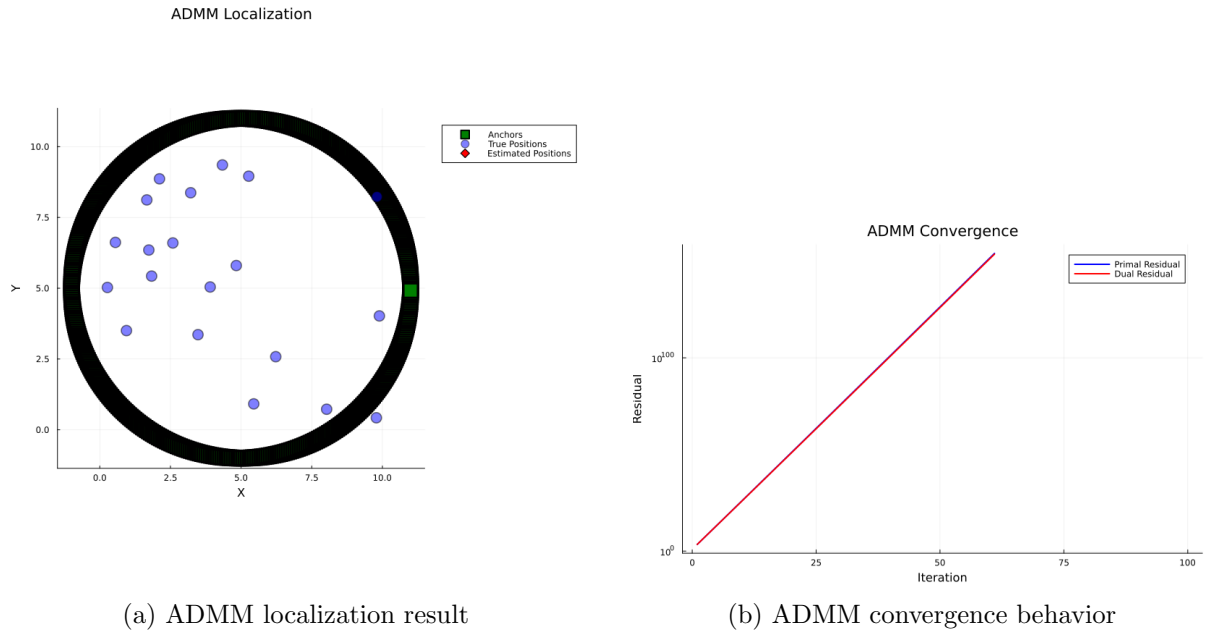 ADMM Localization
10.0
7.5
5.0
2.5
0.0
Y
0.0 2.5 5.0 7.5 10.0
X
Anchors
True Positions
Estimated Positions
(a) ADMM localization result
ADMM Convergence
Primal Residual
Dual Residual
10^100
10^0
Residual
0 25 50 75 100
Iteration
(b) ADMM convergence behavior